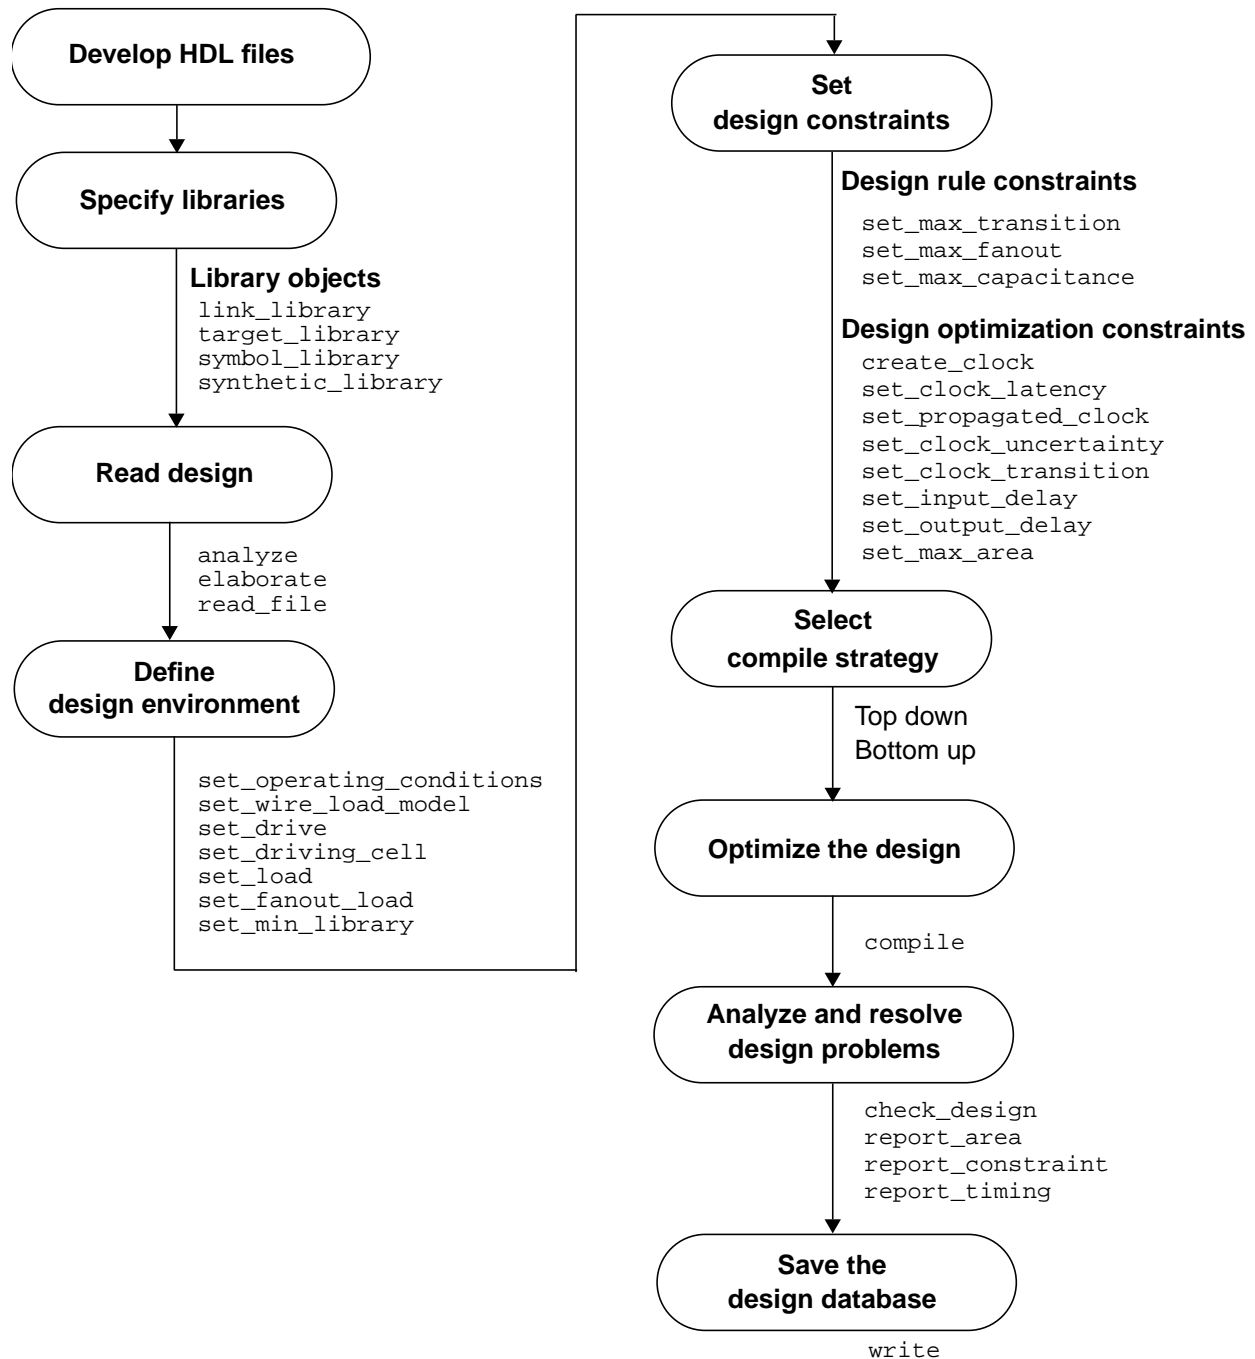 Develop HDL files
Specify libraries
Library objects
link_library
target_library
symbol_library
synthetic_library
Read design
analyze
elaborate
read_file
Define
design environment
set_operating_conditions
set_wire_load_model
set_drive
set_driving_cell
set_load
set_fanout_load
set_min_library
Set
design constraints
Design rule constraints
set_max_transition
set_max_fanout
set_max_capacitance
Design optimization constraints
create_clock
set_clock_latency
set_propagated_clock
set_clock_uncertainty
set_clock_transition
set_input_delay
set_output_delay
set_max_area
Select
compile strategy
Top down
Bottom up
Optimize the design
compile
Analyze and resolve
design problems
check_design
report_area
report_constraint
report_timing
Save the
design database
write